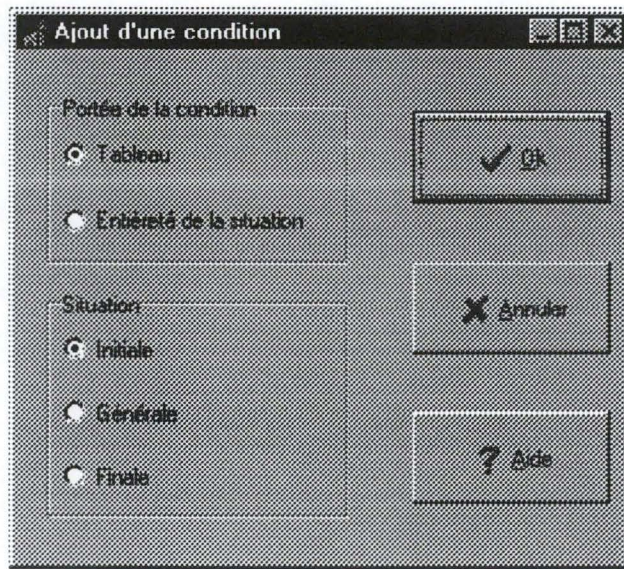 Ajout d'une condition
Portée de la condition
Tableau
Entièreté de la situation
Situation
Initiale
Générale
Finale
Ok
Annuler
Aide